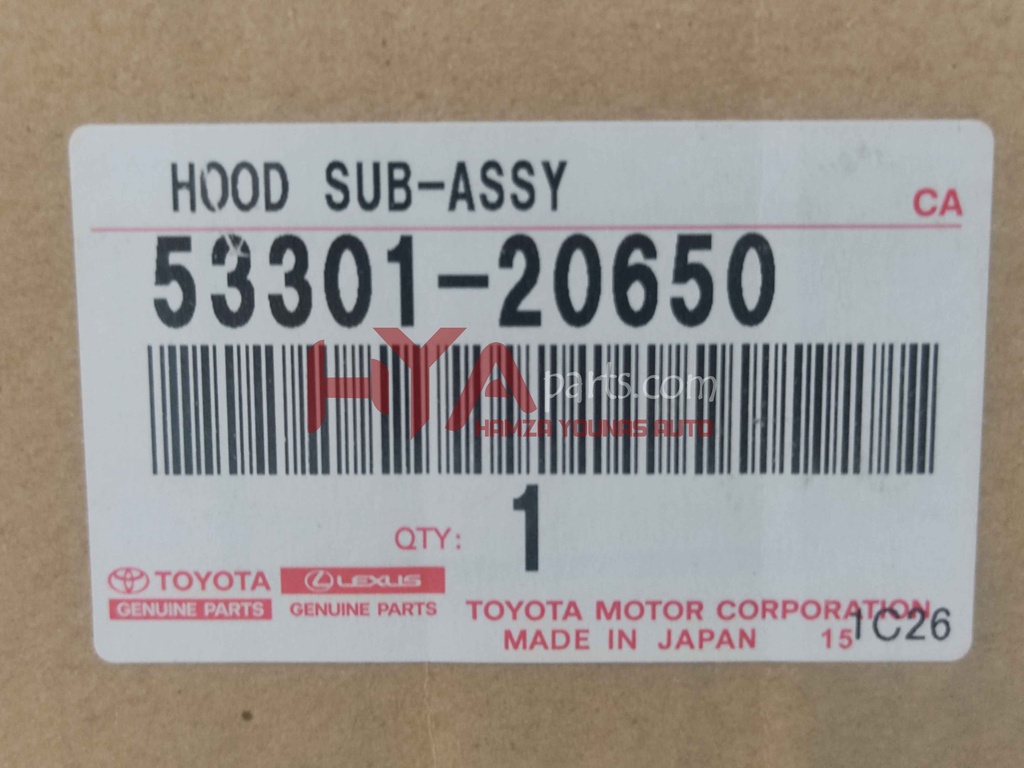 HOOD SUB-ASSY
CA
53301-20650
HYA parts.com
HAMZA YOUNAS AUTO
QTY: 1
TOYOTA LEXUS
GENUINE PARTS GENUINE PARTS
TOYOTA MOTOR CORPORATION
MADE IN JAPAN 15 1C26